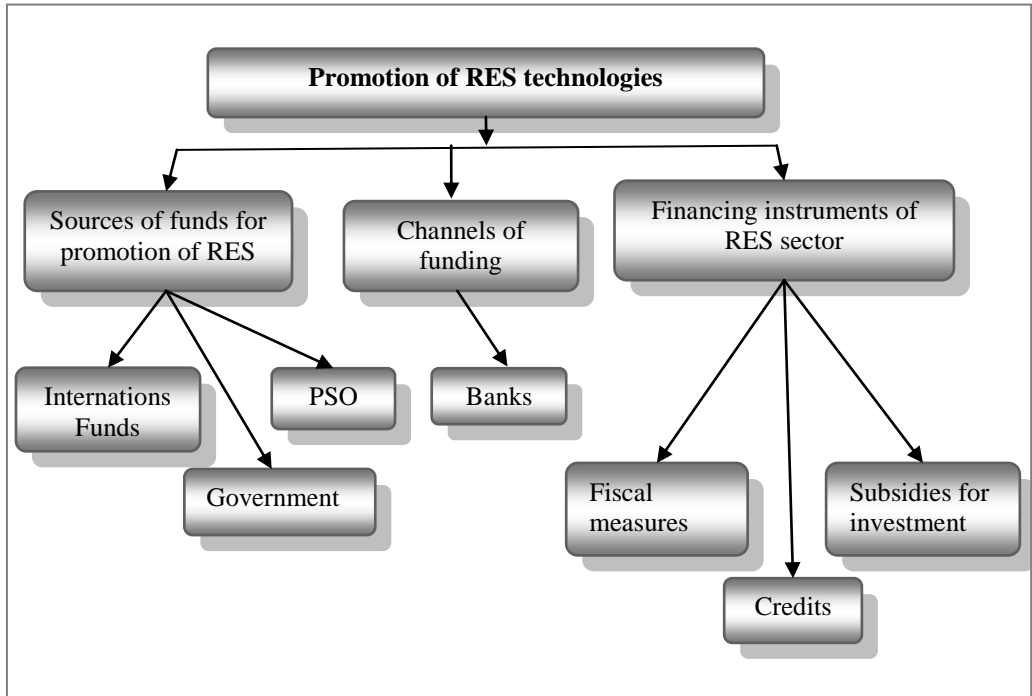 Promotion of RES technologies
Sources of funds for
promotion of RES
Channels of
funding
Financing instruments of
RES sector
Internations
Funds
PSO
Banks
Government
Fiscal
measures
Subsidies for
investment
Credits